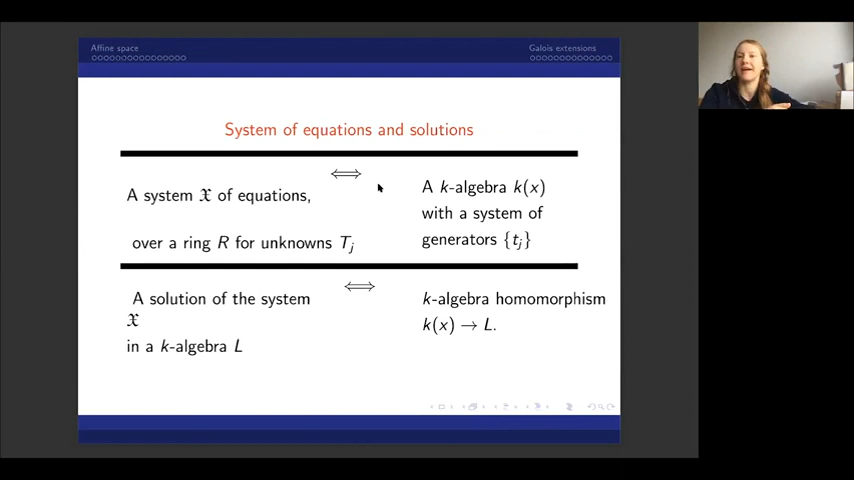 Affine space
Galois extensions
System of equations and solutions
⟺
A system 𝔛 of equations,
over a ring R for unknowns T_j
A k-algebra k(x)
with a system of
generators {t_j}
⟺
A solution of the system
𝔛
in a k-algebra L
k-algebra homomorphism
k(x) → L.